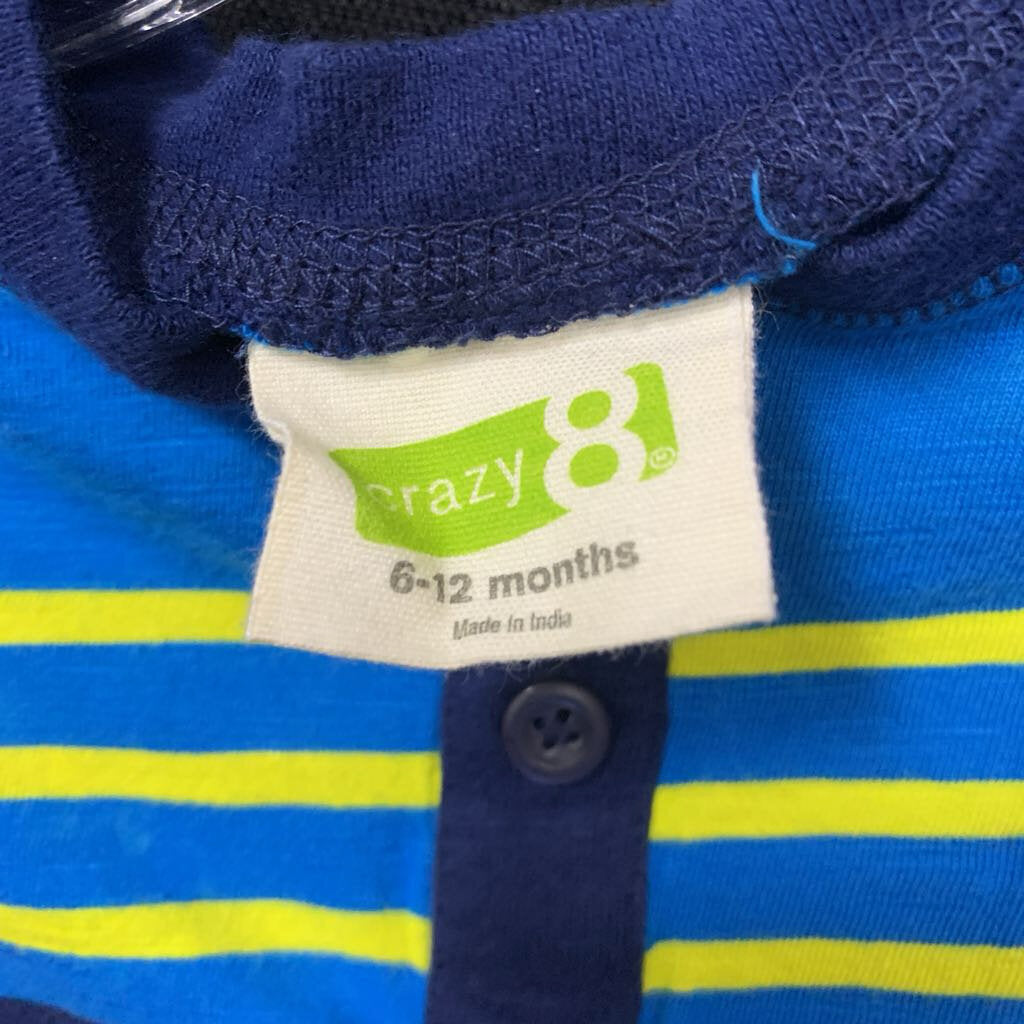 crazy 8
6-12 months
Made In India